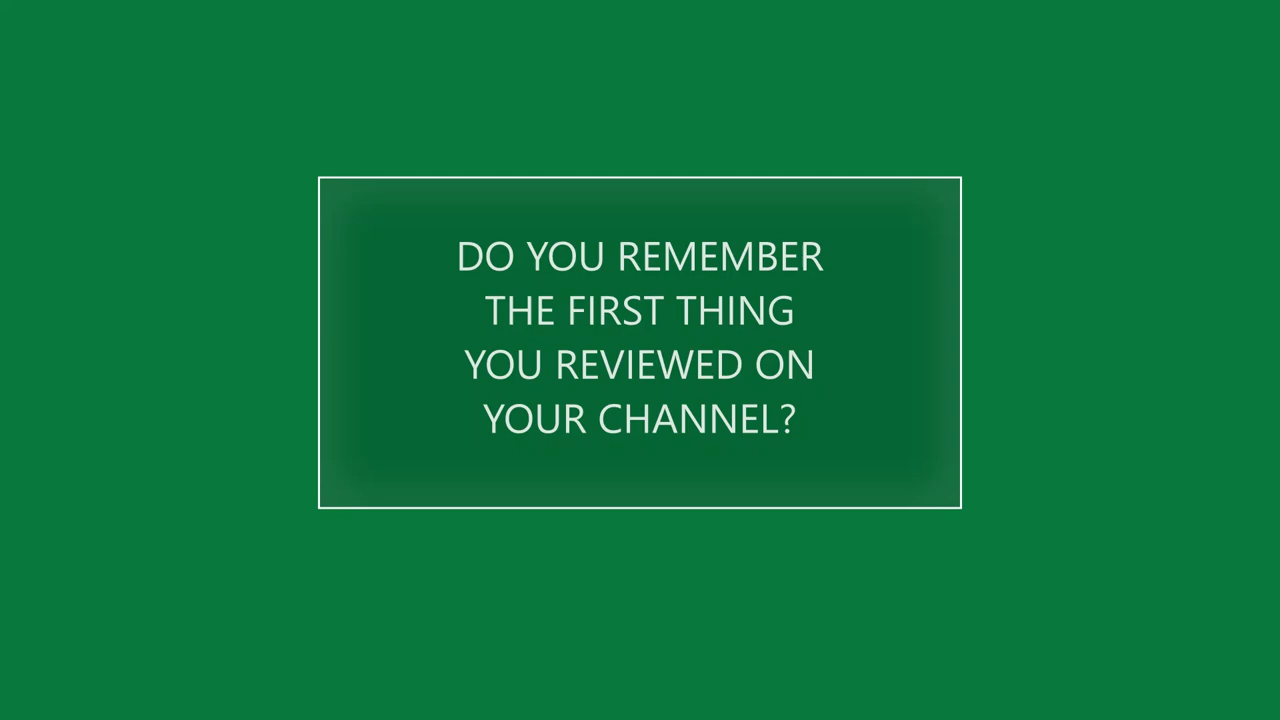 DO YOU REMEMBER
THE FIRST THING
YOU REVIEWED ON
YOUR CHANNEL?